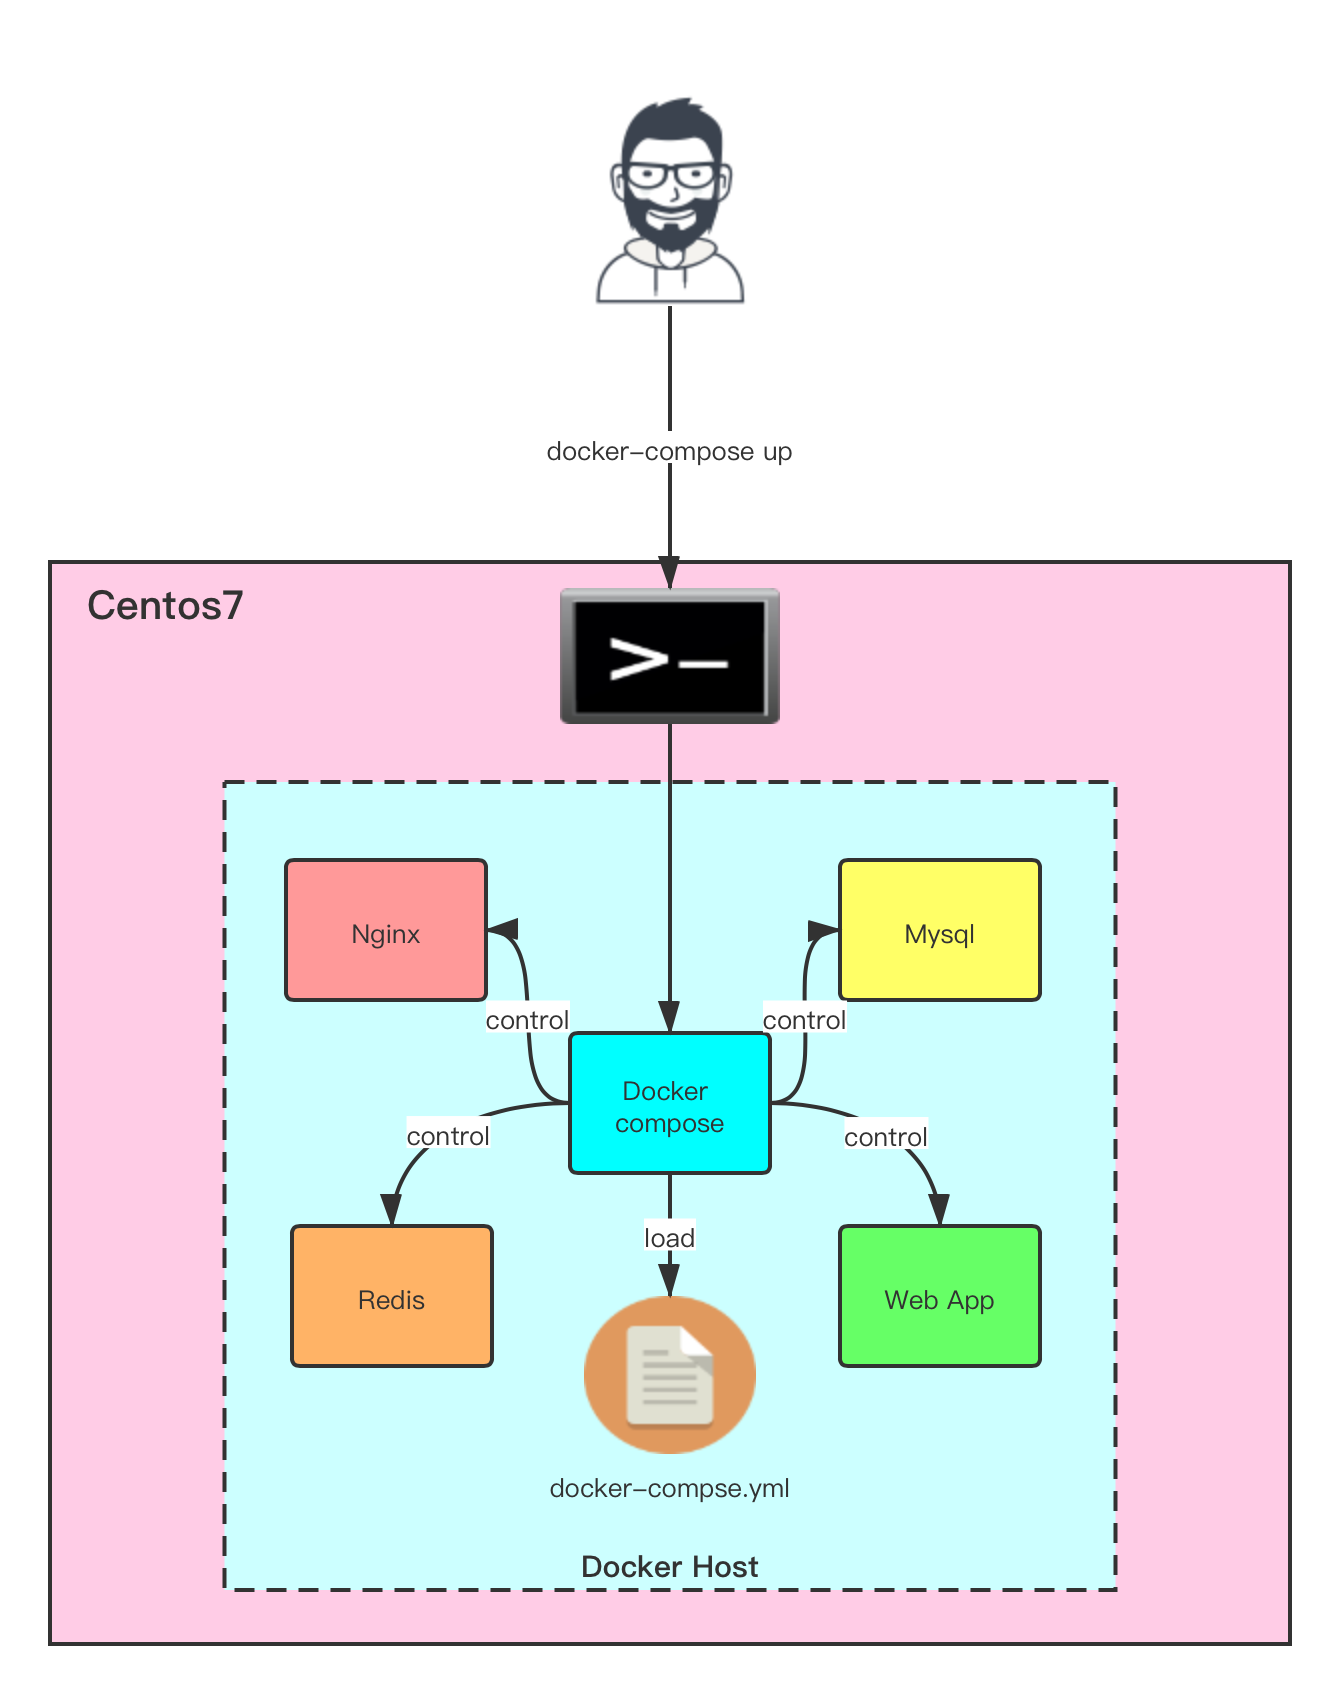 docker-compose up
Centos7
>_
Nginx
Mysql
control
control
Docker
compose
control
control
load
Redis
Web App
docker-compse.yml
Docker Host